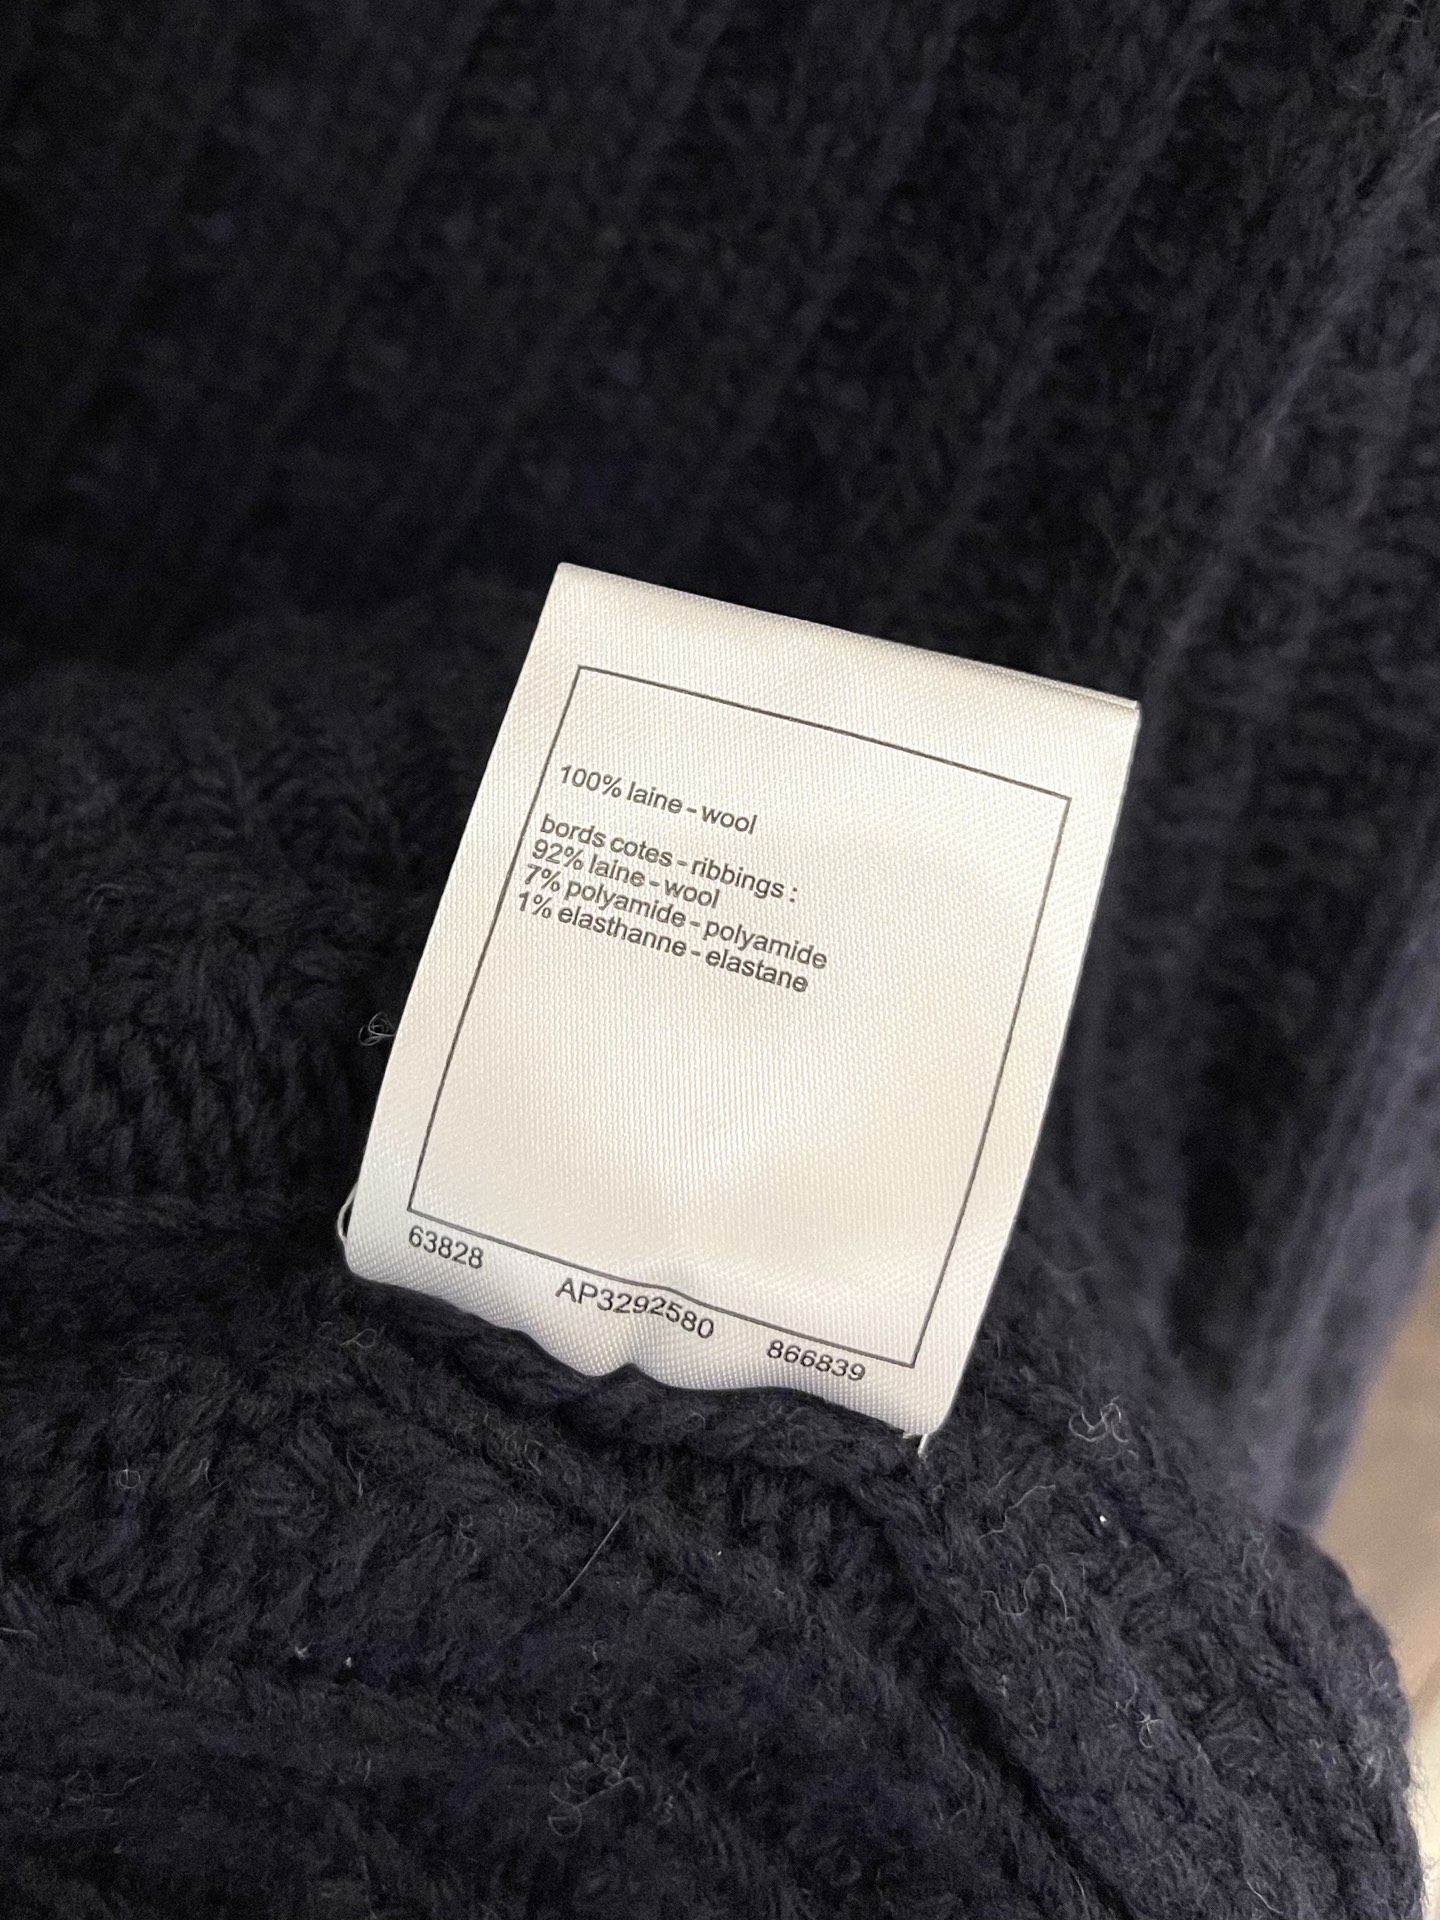 100% laine - wool
bords cotes - ribbings :
92% laine - wool
7% polyamide - polyamide
1% elasthanne - elastane
63828 AP3292580 866839